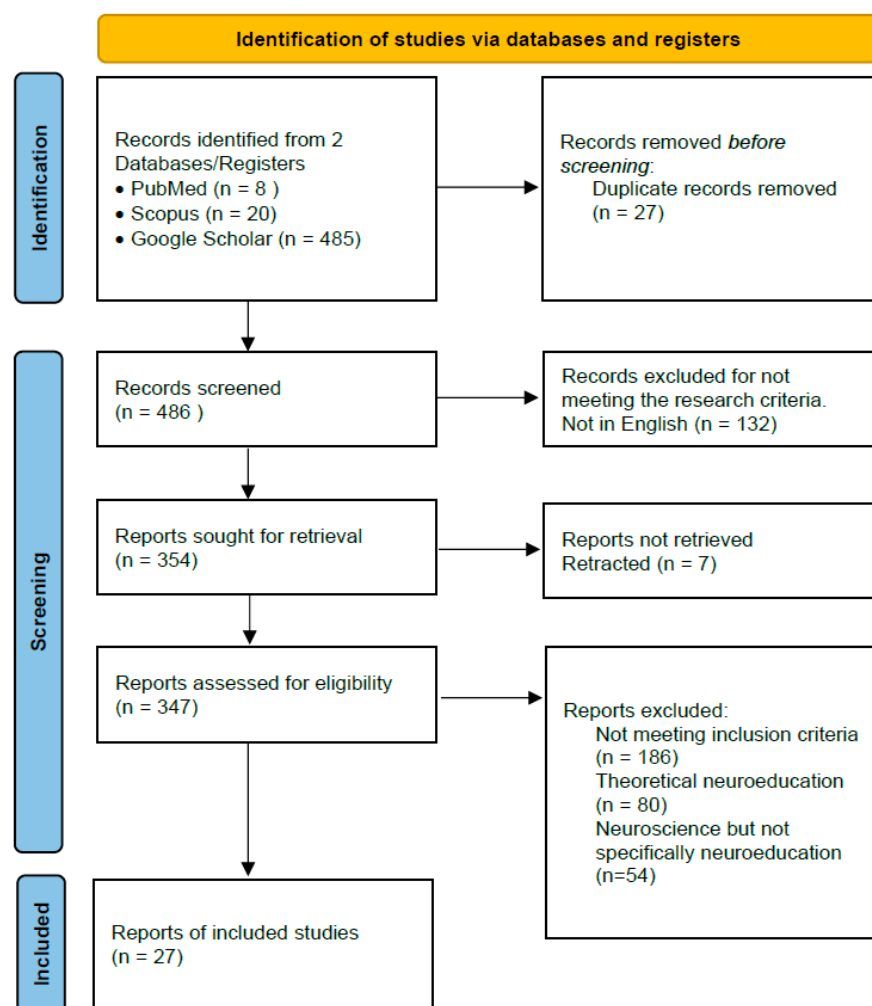 Identification of studies via databases and registers
Identification
Records identified from 2
Databases/Registers
• PubMed (n = 8 )
• Scopus (n = 20)
• Google Scholar (n = 485)
Records removed before
screening:
Duplicate records removed
(n = 27)
Screening
Records screened
(n = 486 )
Records excluded for not
meeting the research criteria.
Not in English (n = 132)
Reports sought for retrieval
(n = 354)
Reports not retrieved
Retracted (n = 7)
Reports assessed for eligibility
(n = 347)
Reports excluded:
Not meeting inclusion criteria
(n = 186)
Theoretical neuroeducation
(n = 80)
Neuroscience but not
specifically neuroeducation
(n=54)
Included
Reports of included studies
(n = 27)